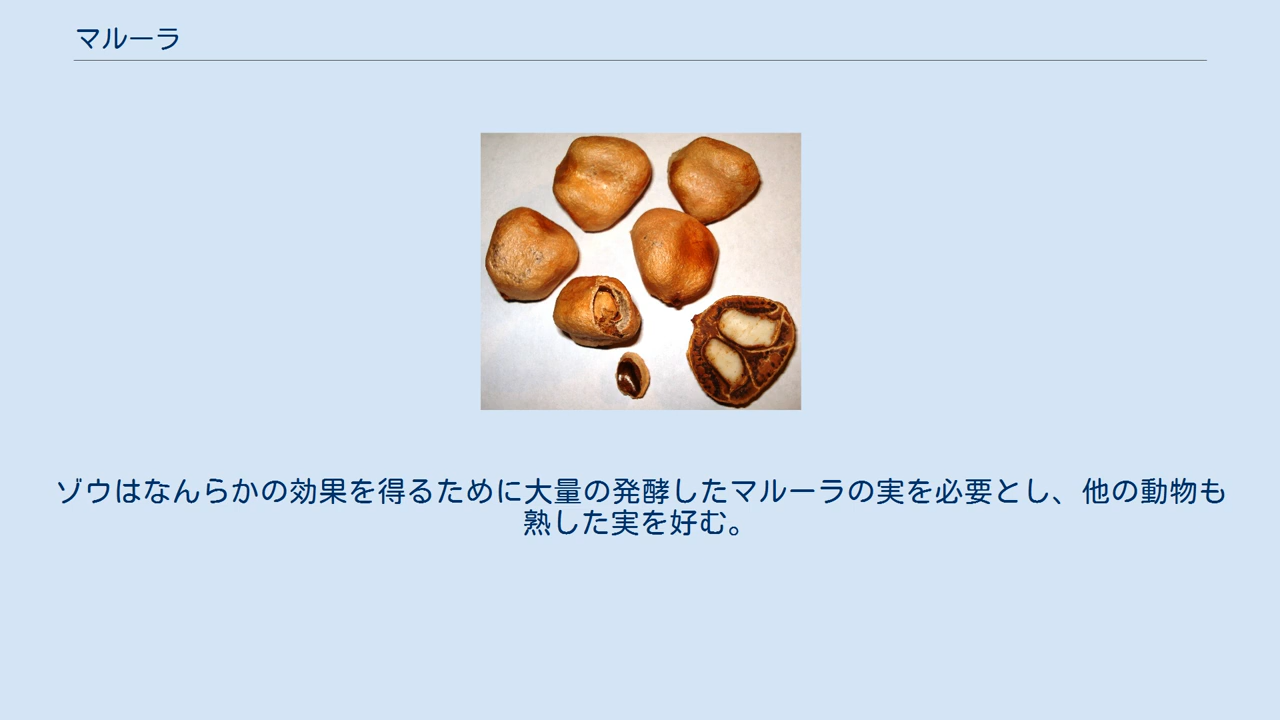 マルーラ
ゾウはなんらかの効果を得るために大量の発酵したマルーラの実を必要とし、他の動物も
熟した実を好む。